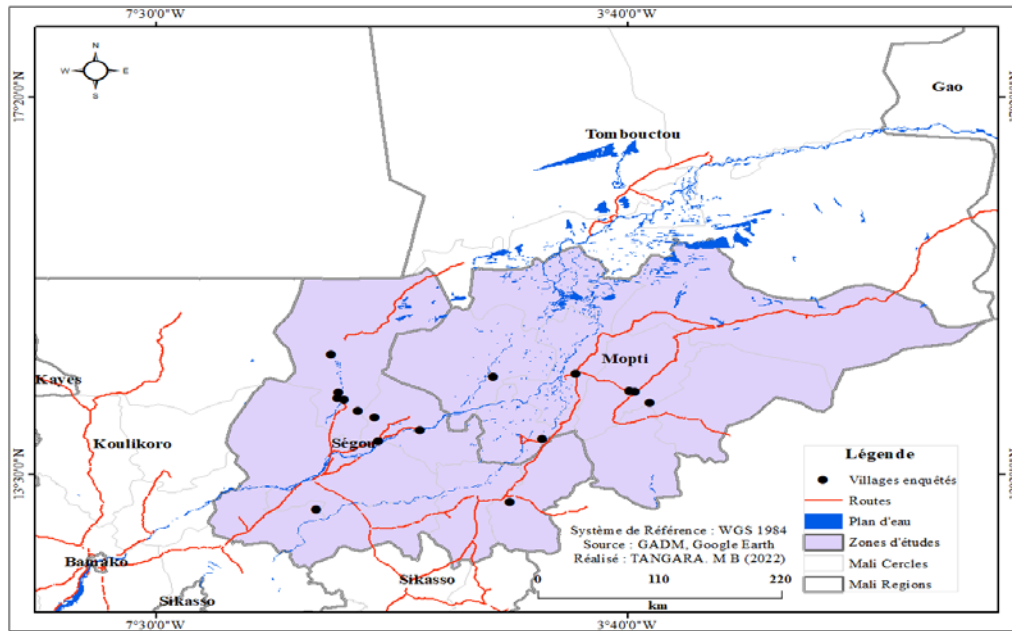 7°30'0"W 3°40'0"W
N
W E
S
17°20'0"N
Gao
Tombouctou
Mopti
Kayes
Koulikoro
Ségou
13°30'0"N
Bamako
Sikasso
Sikasso
Légende
Villages enquêtés
Routes
Plan d'eau
Zones d'études
Mali Cercles
Mali Regions
Système de Référence : WGS 1984
Source : GADM, Google Earth
Réalisé : TANGARA. M B (2022)
0 110 220
km
7°30'0"W 3°40'0"W